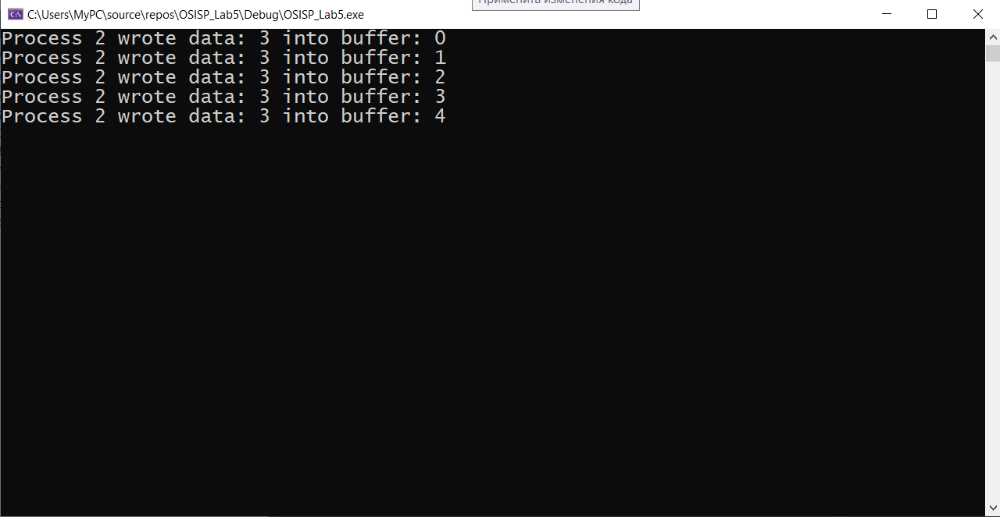 Применить изменения кода
C:\Users\MyPC\source\repos\OSISP_Lab5\Debug\OSISP_Lab5.exe
Process 2 wrote data: 3 into buffer: 0
Process 2 wrote data: 3 into buffer: 1
Process 2 wrote data: 3 into buffer: 2
Process 2 wrote data: 3 into buffer: 3
Process 2 wrote data: 3 into buffer: 4